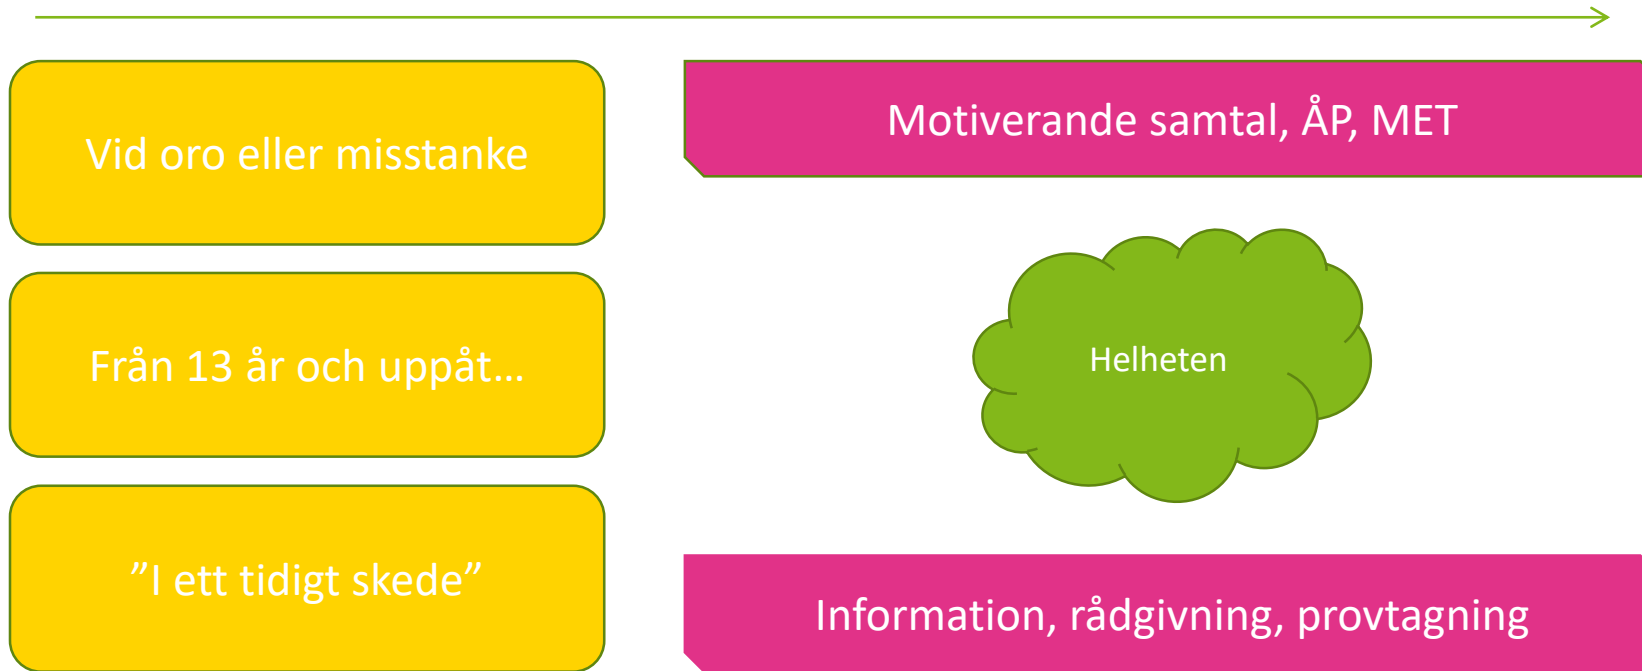 Vid oro eller misstanke
Från 13 år och uppåt…
”I ett tidigt skede”
Motiverande samtal, ÅP, MET
Helheten
Information, rådgivning, provtagning